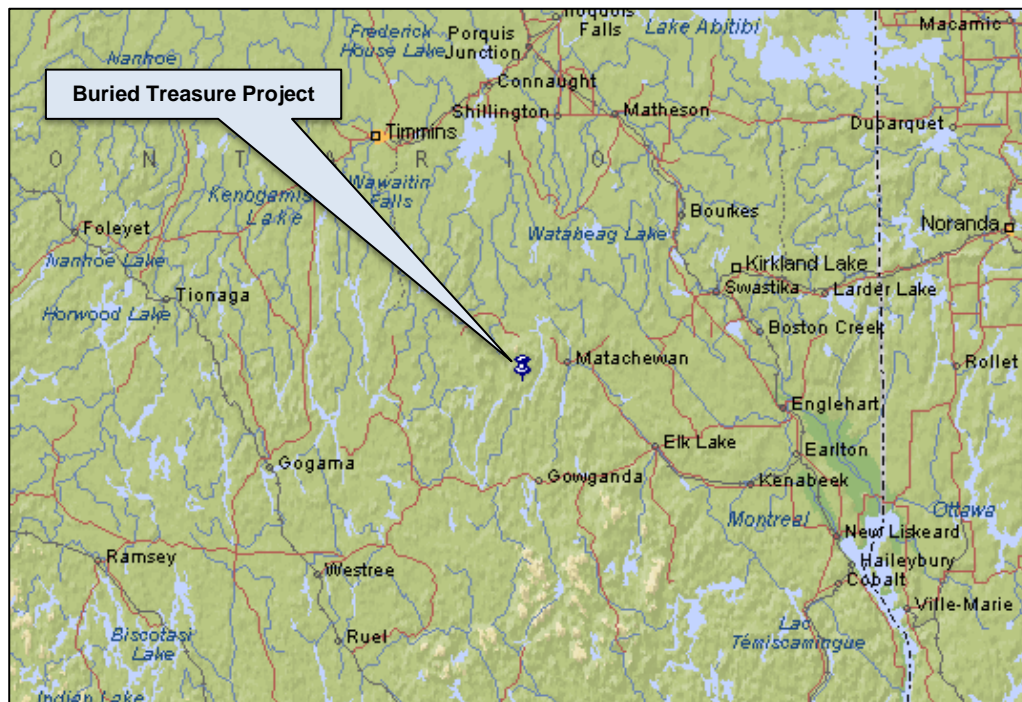 Iroquois
Falls
Macamic
Frederick
House Lake
Porquis
Junction
Lake Abitibi
Ivanhoe
Connaught
Buried Treasure Project
Shillington
Matheson
Duparquet
Timmins
O N T A R I O
Wawaitin
Falls
Kenogamis
Lake
Bourkes
Foleyet
Watabeag Lake
Noranda
Ivanhoe Lake
Kirkland Lake
Tionaga
Swastika
Larder Lake
Horwood Lake
Boston Creek
Matachewan
Rollet
Englehart
Elk Lake
Earlton
Gogama
Gowganda
Kenabeek
Montreal
Ottawa
New Liskeard
Ramsey
Haileybury
Westree
Cobalt
Ville-Marie
Biscotasi
Lake
Ruel
Lac
Témiscamingue
Indian Lake